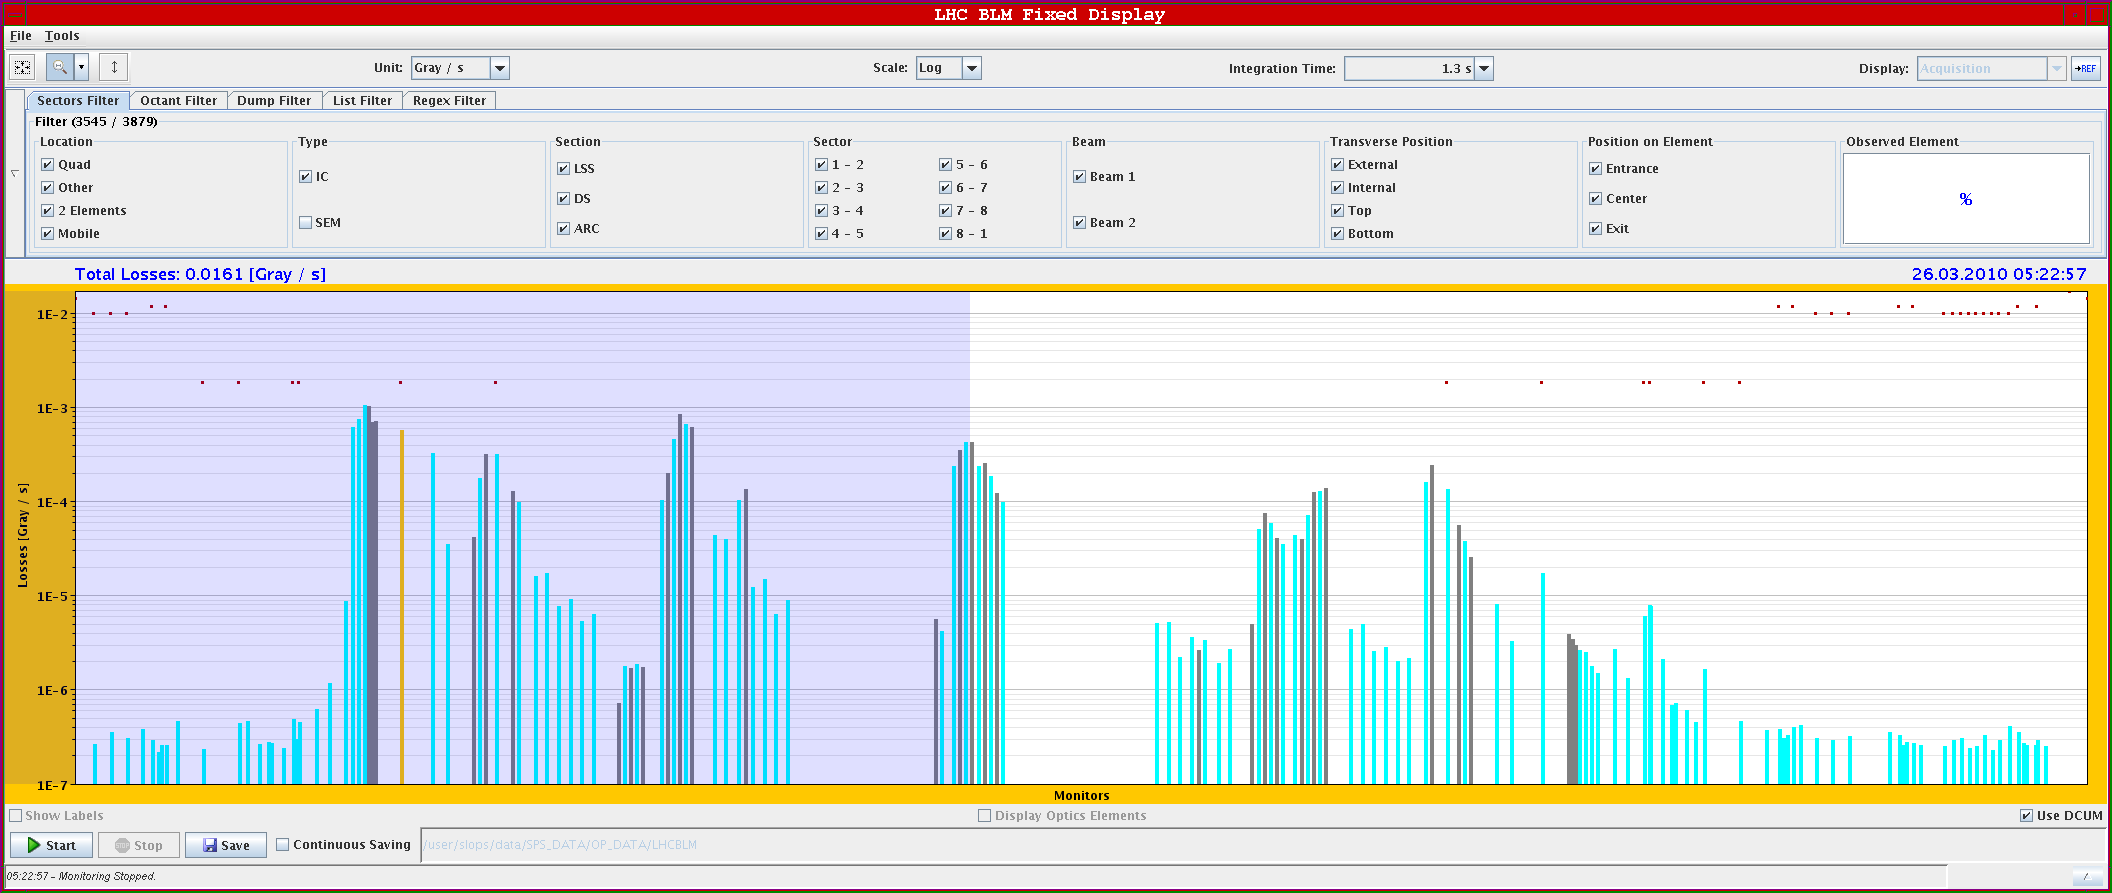 LHC BLM Fixed Display
File Tools
Unit: Gray / s Scale: Log Integration Time: 1.3 s Display: Acquisition →REF
Sectors Filter Octant Filter Dump Filter List Filter Regex Filter
Filter (3545 / 3879)
Location Type Section Sector Beam Transverse Position Position on Element Observed Element
Quad IC LSS 1 - 2 5 - 6 Beam 1 External Entrance %
Other SEM DS 2 - 3 6 - 7 Beam 2 Internal Center
2 Elements ARC 3 - 4 7 - 8 Top Exit
Mobile 4 - 5 8 - 1 Bottom
Total Losses: 0.0161 [Gray / s] 26.03.2010 05:22:57
1E-2
1E-3
1E-4
Losses [Gray / s]
1E-5
1E-6
1E-7
Monitors
Show Labels Display Optics Elements Use DCUM
Start STOP Stop Save Continuous Saving /user/slops/data/SPS_DATA/OP_DATA/LHCBLM
05:22:57 - Monitoring Stopped.